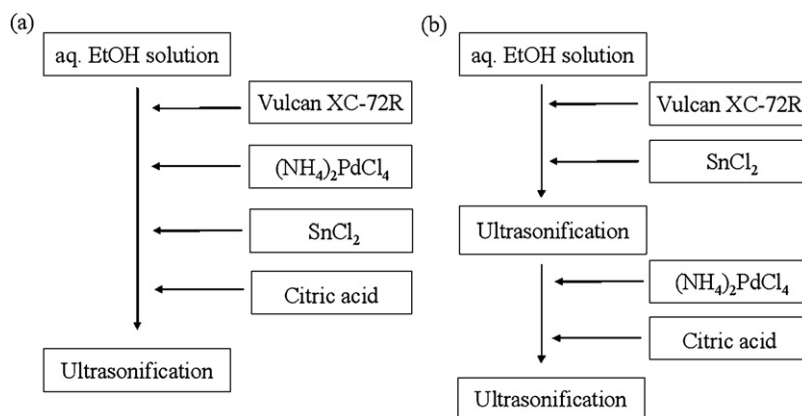 (a)
aq. EtOH solution
Vulcan XC-72R
(NH₄)₂PdCl₄
SnCl₂
Citric acid
Ultrasonification
(b)
aq. EtOH solution
Vulcan XC-72R
SnCl₂
Ultrasonification
(NH₄)₂PdCl₄
Citric acid
Ultrasonification